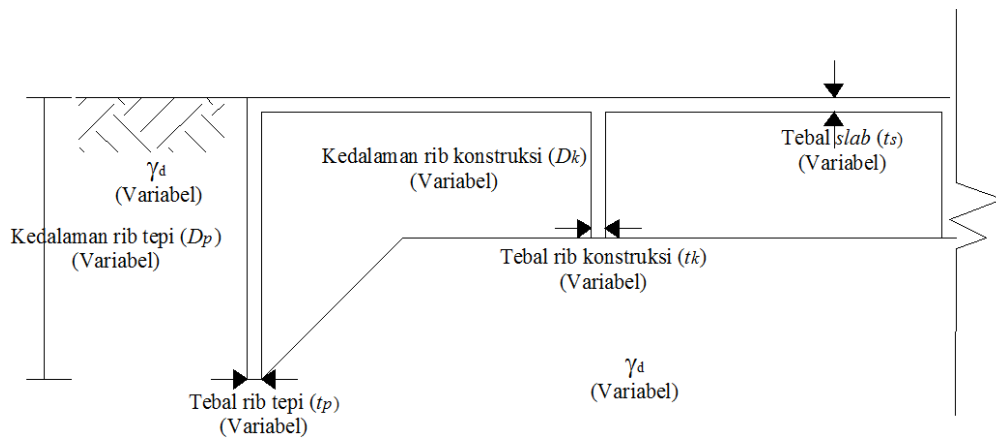 Kedalaman rib konstruksi (Dk)
(Variabel)
Tebal slab (ts)
(Variabel)
γd
(Variabel)
Kedalaman rib tepi (Dp)
(Variabel)
Tebal rib konstruksi (tk)
(Variabel)
γd
(Variabel)
Tebal rib tepi (tp)
(Variabel)